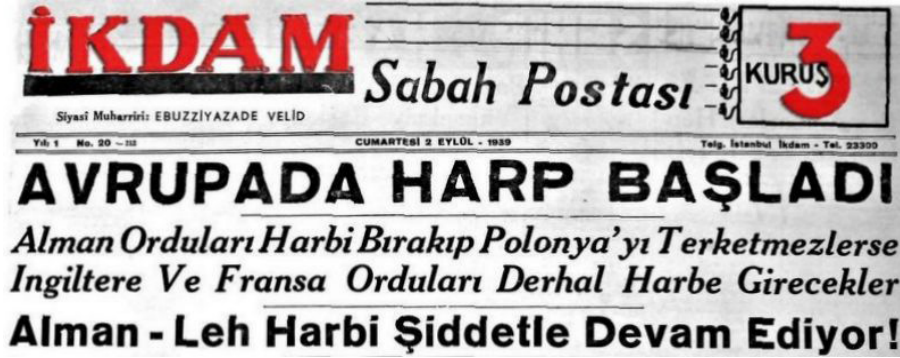 İKDAM
Sabah Postası
3
KURUŞ
Siyasî Muharriri: EBUZZİYAZADE VELİD
Yıl: 1 No. 20 - 212 CUMARTESİ 2 EYLÜL - 1939 Telg. İstanbul İkdam - Tel. 23300
AVRUPADA HARP BAŞLADI
Alman Orduları Harbi Bırakıp Polonya'yı Terketmezlerse
Ingiltere Ve Fransa Orduları Derhal Harbe Girecekler
Alman - Leh Harbi Şiddetle Devam Ediyor!